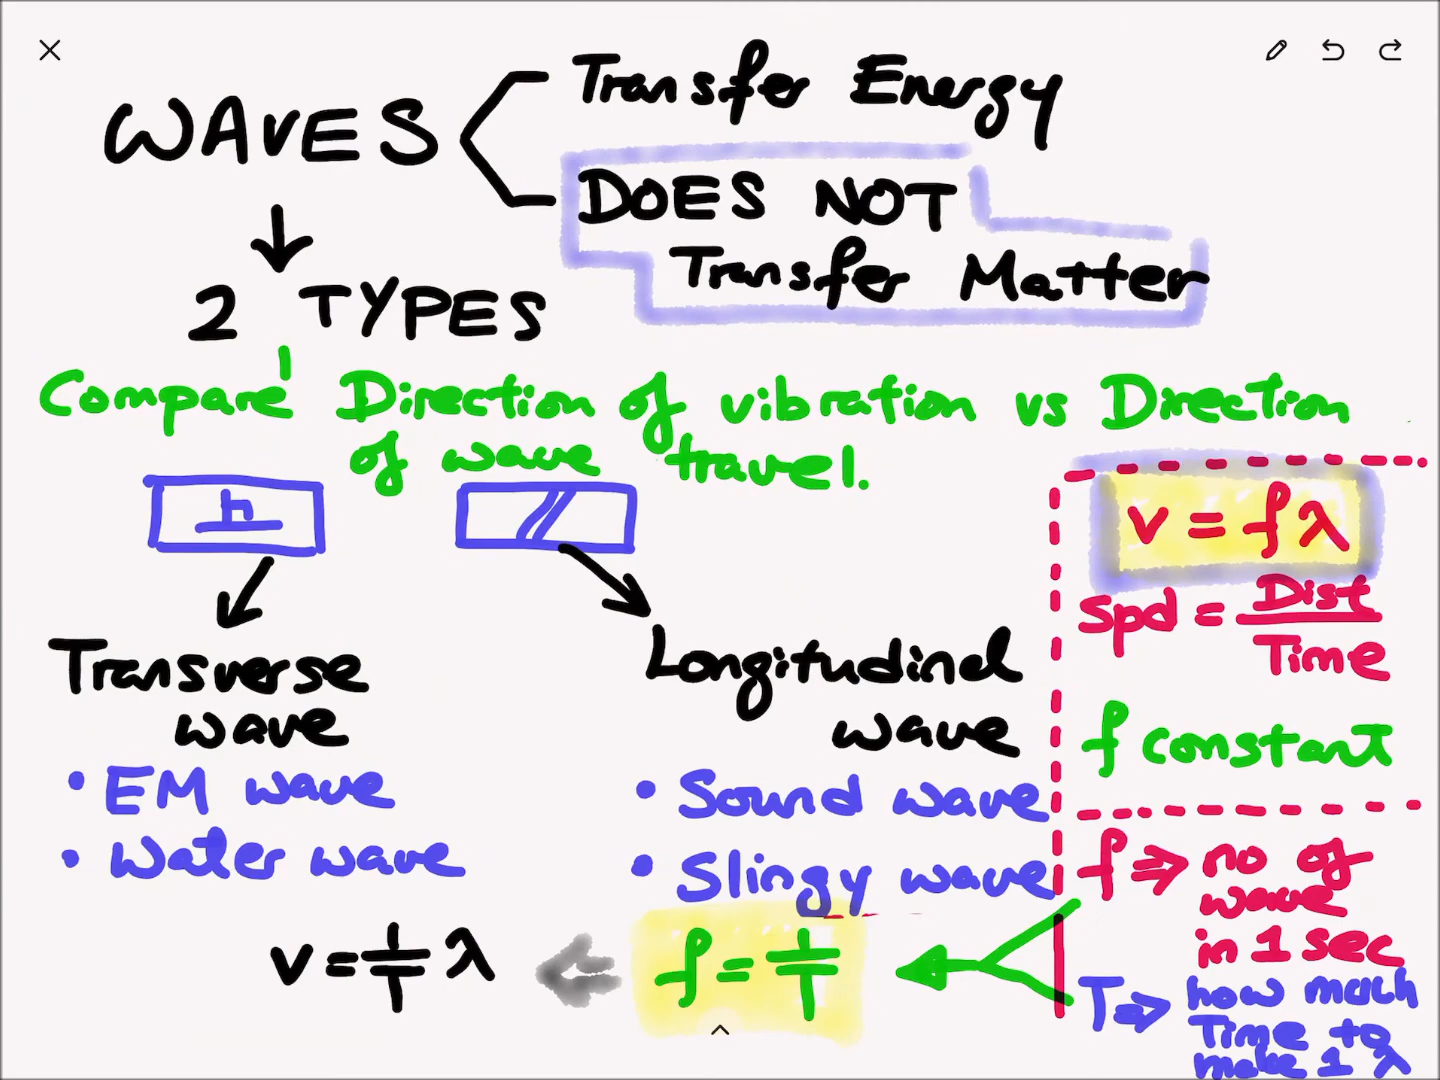 WAVES
Transfer Energy
DOES NOT
Transfer Matter
2 TYPES
Compare Direction of vibration vs Direction
of wave travel.
Transverse
wave
• EM wave
• Water wave
Longitudinal
wave
• Sound wave
• Slingy wave
v = fλ
Spd = Dist
Time
f constant
f ⇒ no of
wave
in 1 sec
T ⇒ how much
Time to
make 1 λ
f = 1/T
v = 1/T λ